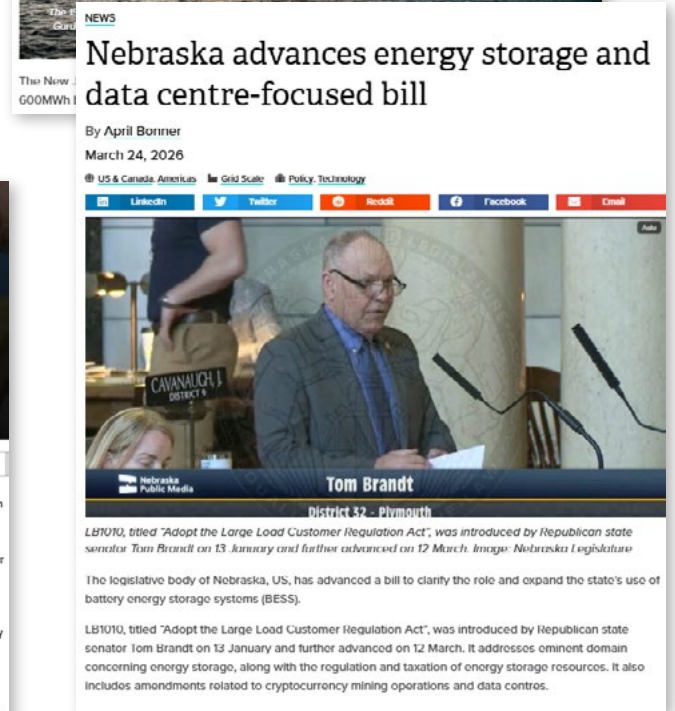 The New
600MWh
NEWS
Nebraska advances energy storage and
data centre-focused bill
By April Bonner
March 24, 2026
US & Canada, Americas Grid Scale Policy, Technology
LinkedIn Twitter Reddit Facebook Email
Auto
CAVANAUGH, J.
DISTRICT 9
Nebraska
Public Media
Tom Brandt
District 32 - Plymouth
LB1010, titled "Adopt the Large Load Customer Regulation Act", was introduced by Republican state
senator Tom Brandt on 13 January and further advanced on 12 March. Image: Nebraska Legislature
The legislative body of Nebraska, US, has advanced a bill to clarify the role and expand the state's use of
battery energy storage systems (BESS).
LB1010, titled "Adopt the Large Load Customer Regulation Act", was introduced by Republican state
senator Tom Brandt on 13 January and further advanced on 12 March. It addresses eminent domain
concerning energy storage, along with the regulation and taxation of energy storage resources. It also
includes amendments related to cryptocurrency mining operations and data centres.